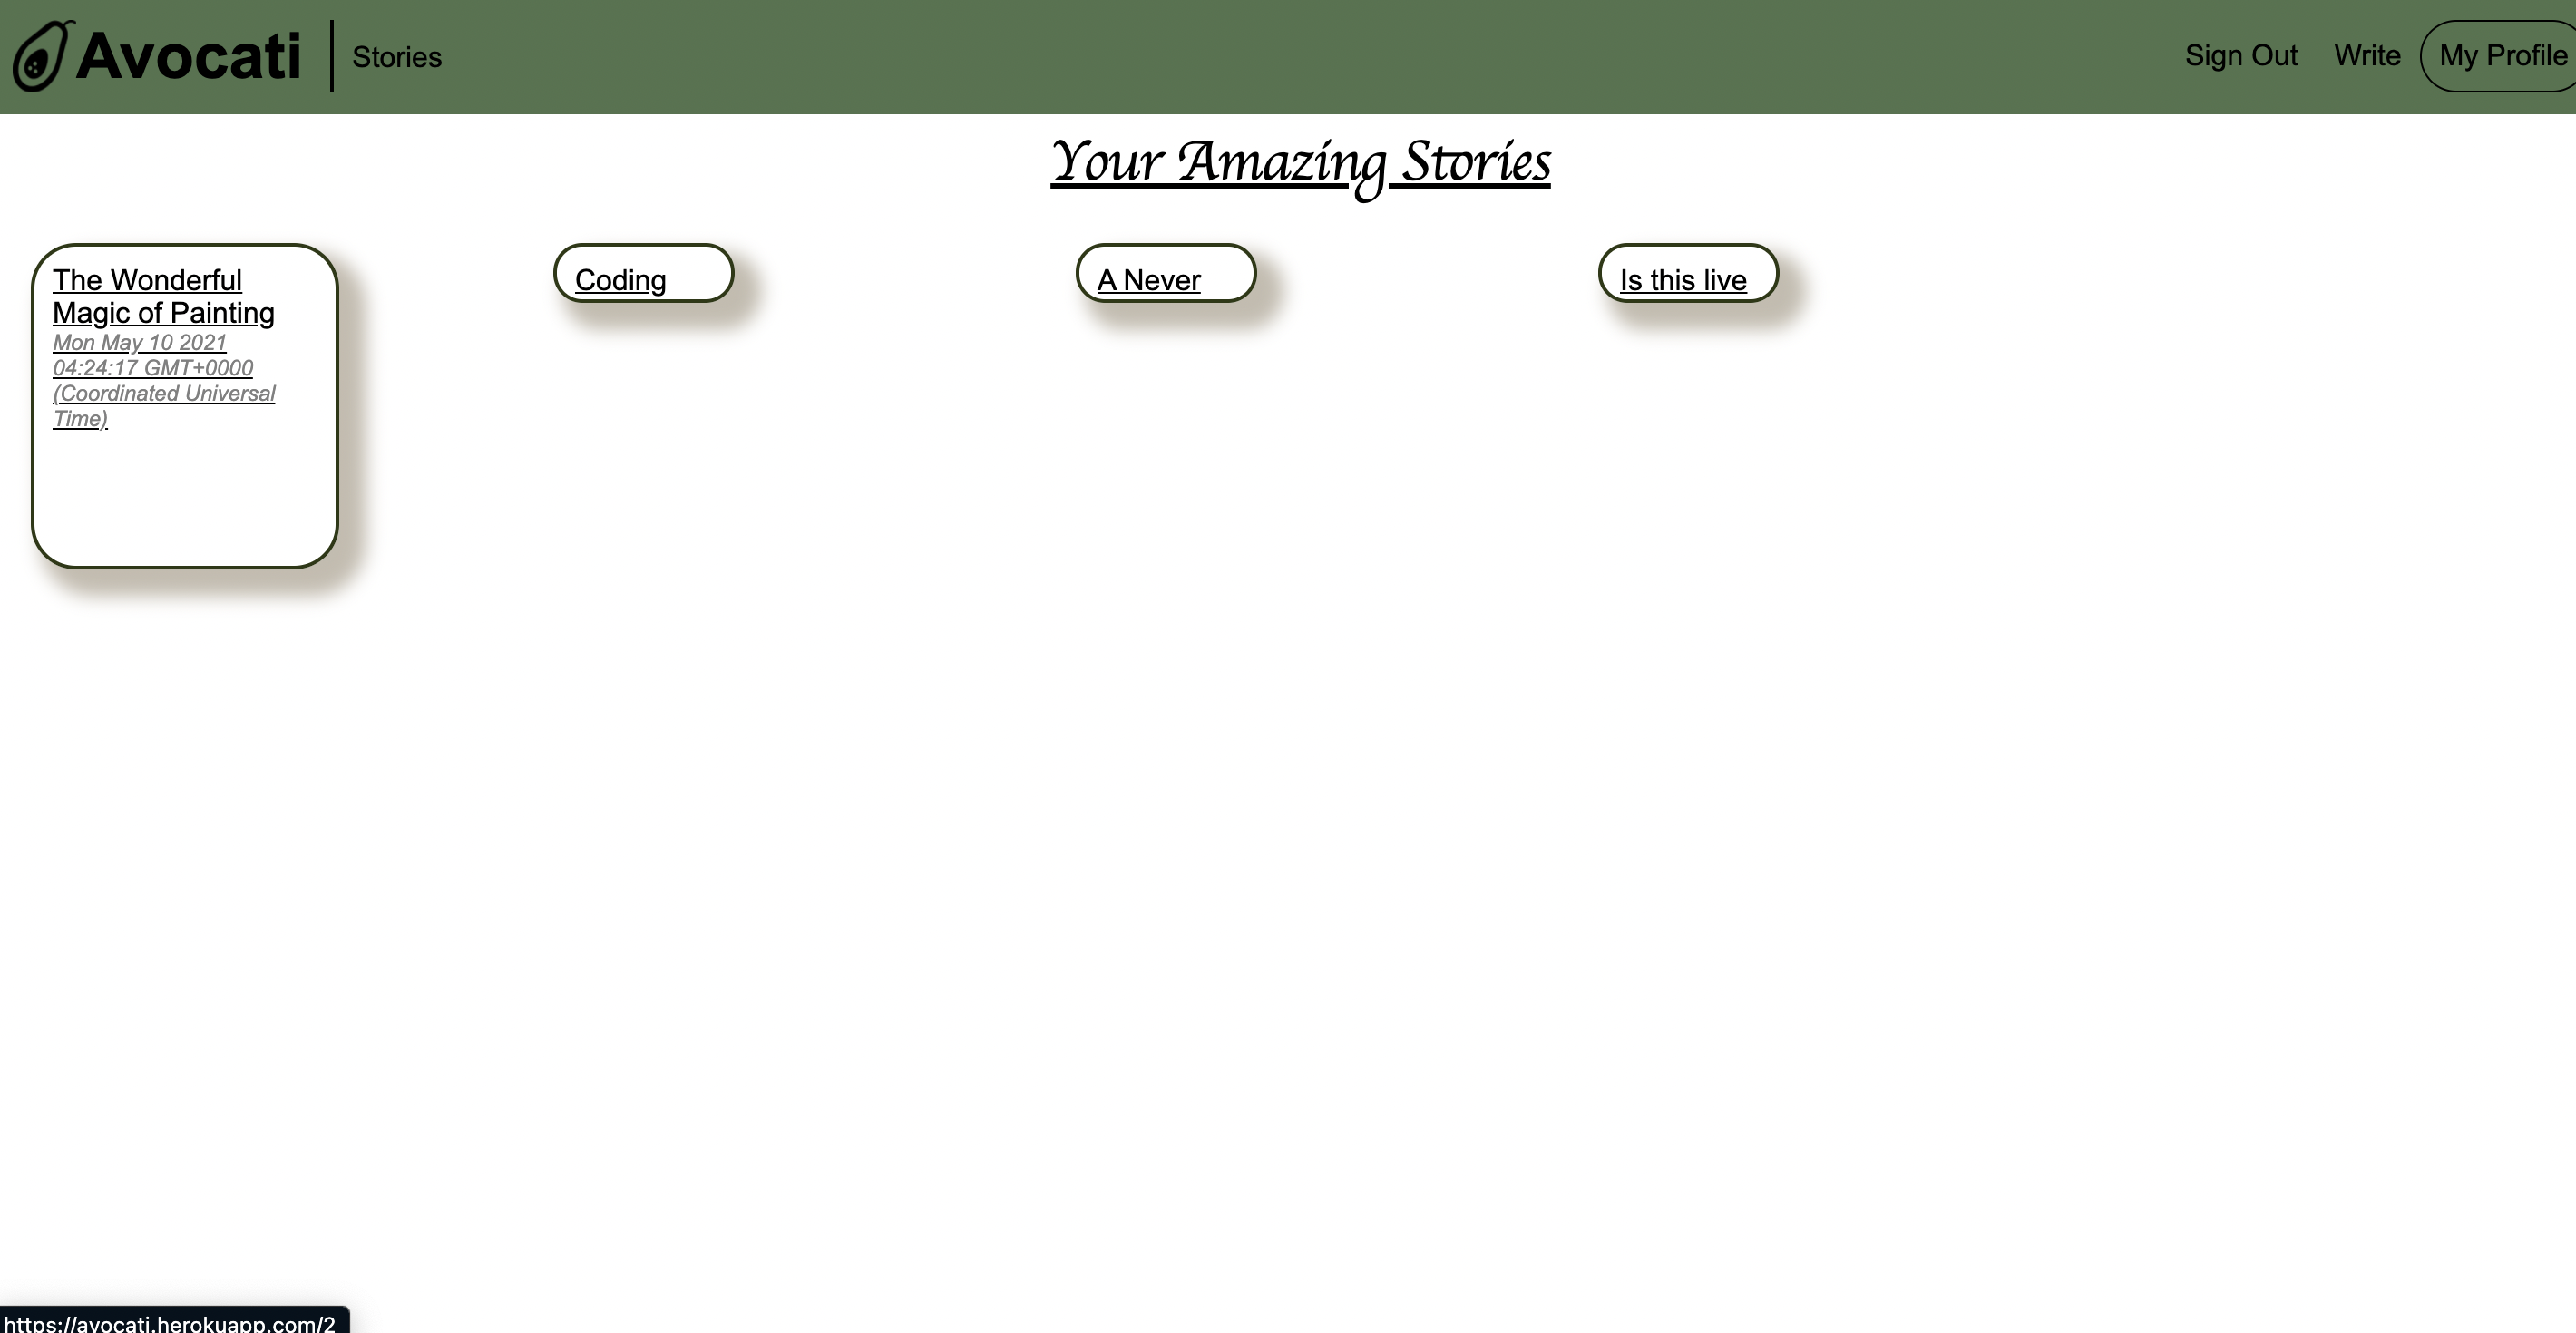 Avocati
Stories
Sign Out
Write
My Profile
Your Amazing Stories
The Wonderful
Magic of Painting
Mon May 10 2021
04:24:17 GMT+0000
(Coordinated Universal
Time)
Coding
A Never
Is this live
https://avocati.herokuapp.com/2